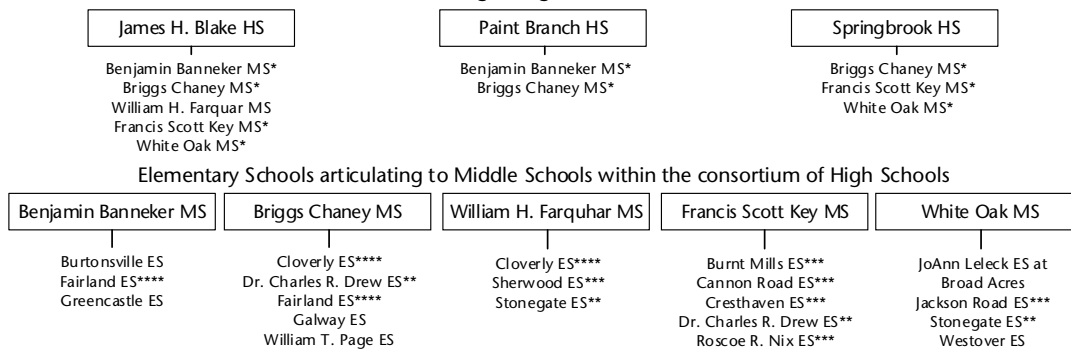 James H. Blake HS
Paint Branch HS
Springbrook HS
Benjamin Banneker MS*
Briggs Chaney MS*
William H. Farquar MS
Francis Scott Key MS*
White Oak MS*
Benjamin Banneker MS*
Briggs Chaney MS*
Briggs Chaney MS*
Francis Scott Key MS*
White Oak MS*
Elementary Schools articulating to Middle Schools within the consortium of High Schools
Benjamin Banneker MS
Briggs Chaney MS
William H. Farquhar MS
Francis Scott Key MS
White Oak MS
Burtonsville ES
Fairland ES****
Greencastle ES
Cloverly ES****
Dr. Charles R. Drew ES**
Fairland ES****
Galway ES
William T. Page ES
Cloverly ES****
Sherwood ES***
Stonegate ES**
Burnt Mills ES***
Cannon Road ES***
Cresthaven ES***
Dr. Charles R. Drew ES**
Roscoe R. Nix ES***
JoAnn Leleck ES at
Broad Acres
Jackson Road ES***
Stonegate ES**
Westover ES